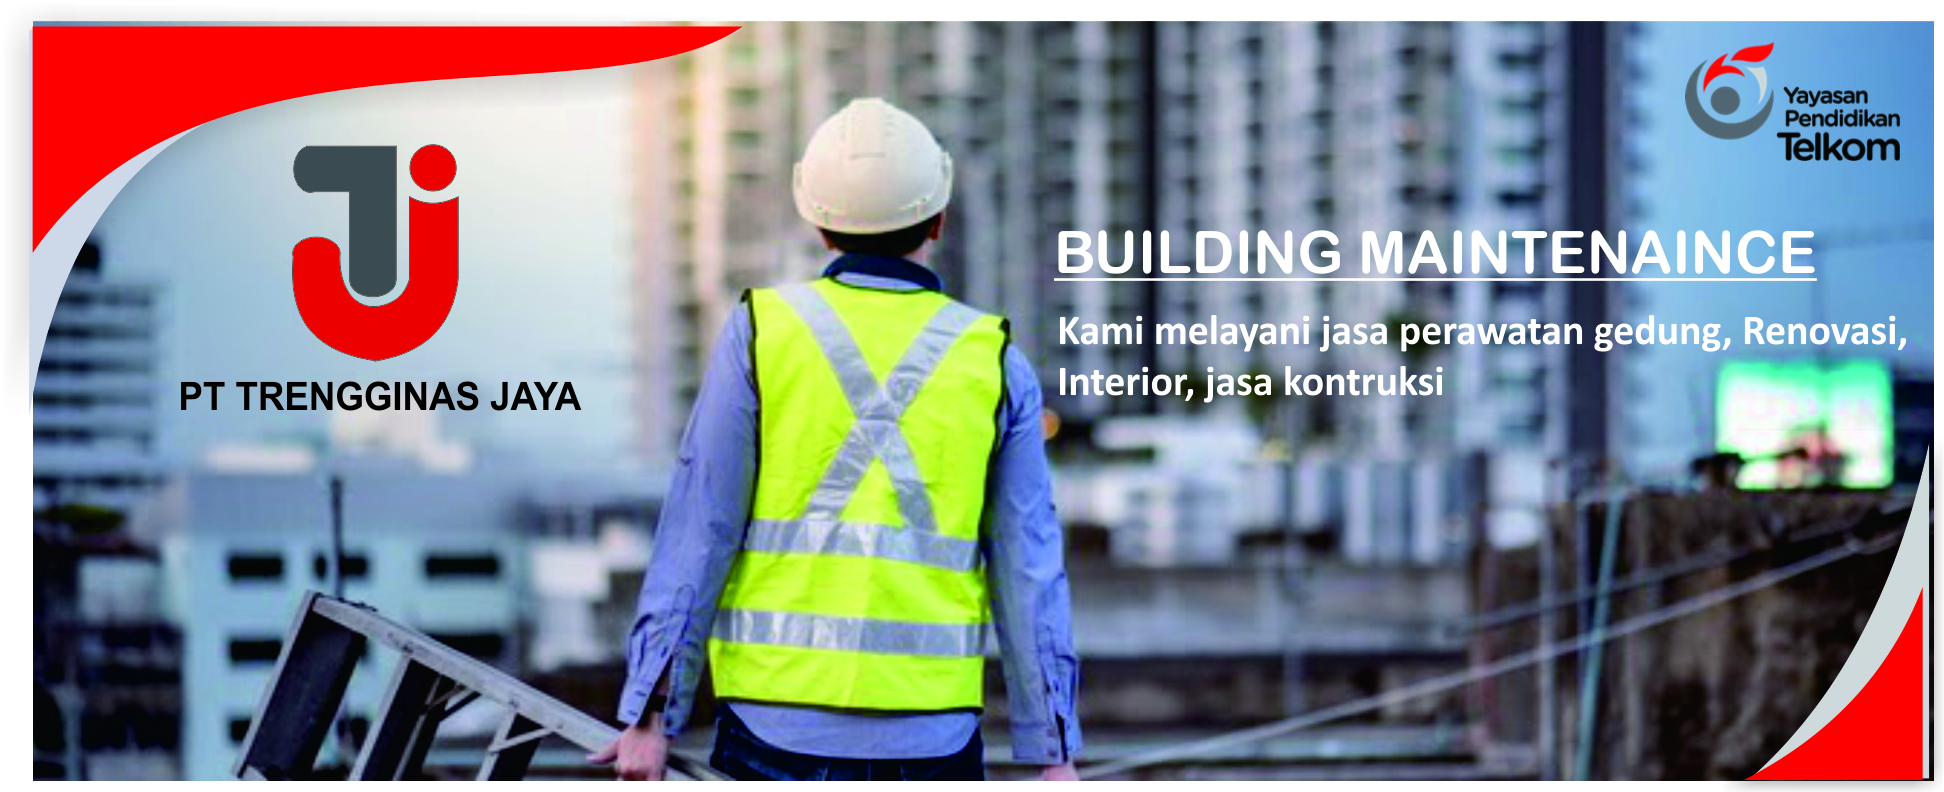 PT TRENGGINAS JAYA
Yayasan
Pendidikan
Telkom
BUILDING MAINTENAINCE
Kami melayani jasa perawatan gedung, Renovasi,
Interior, jasa kontruksi